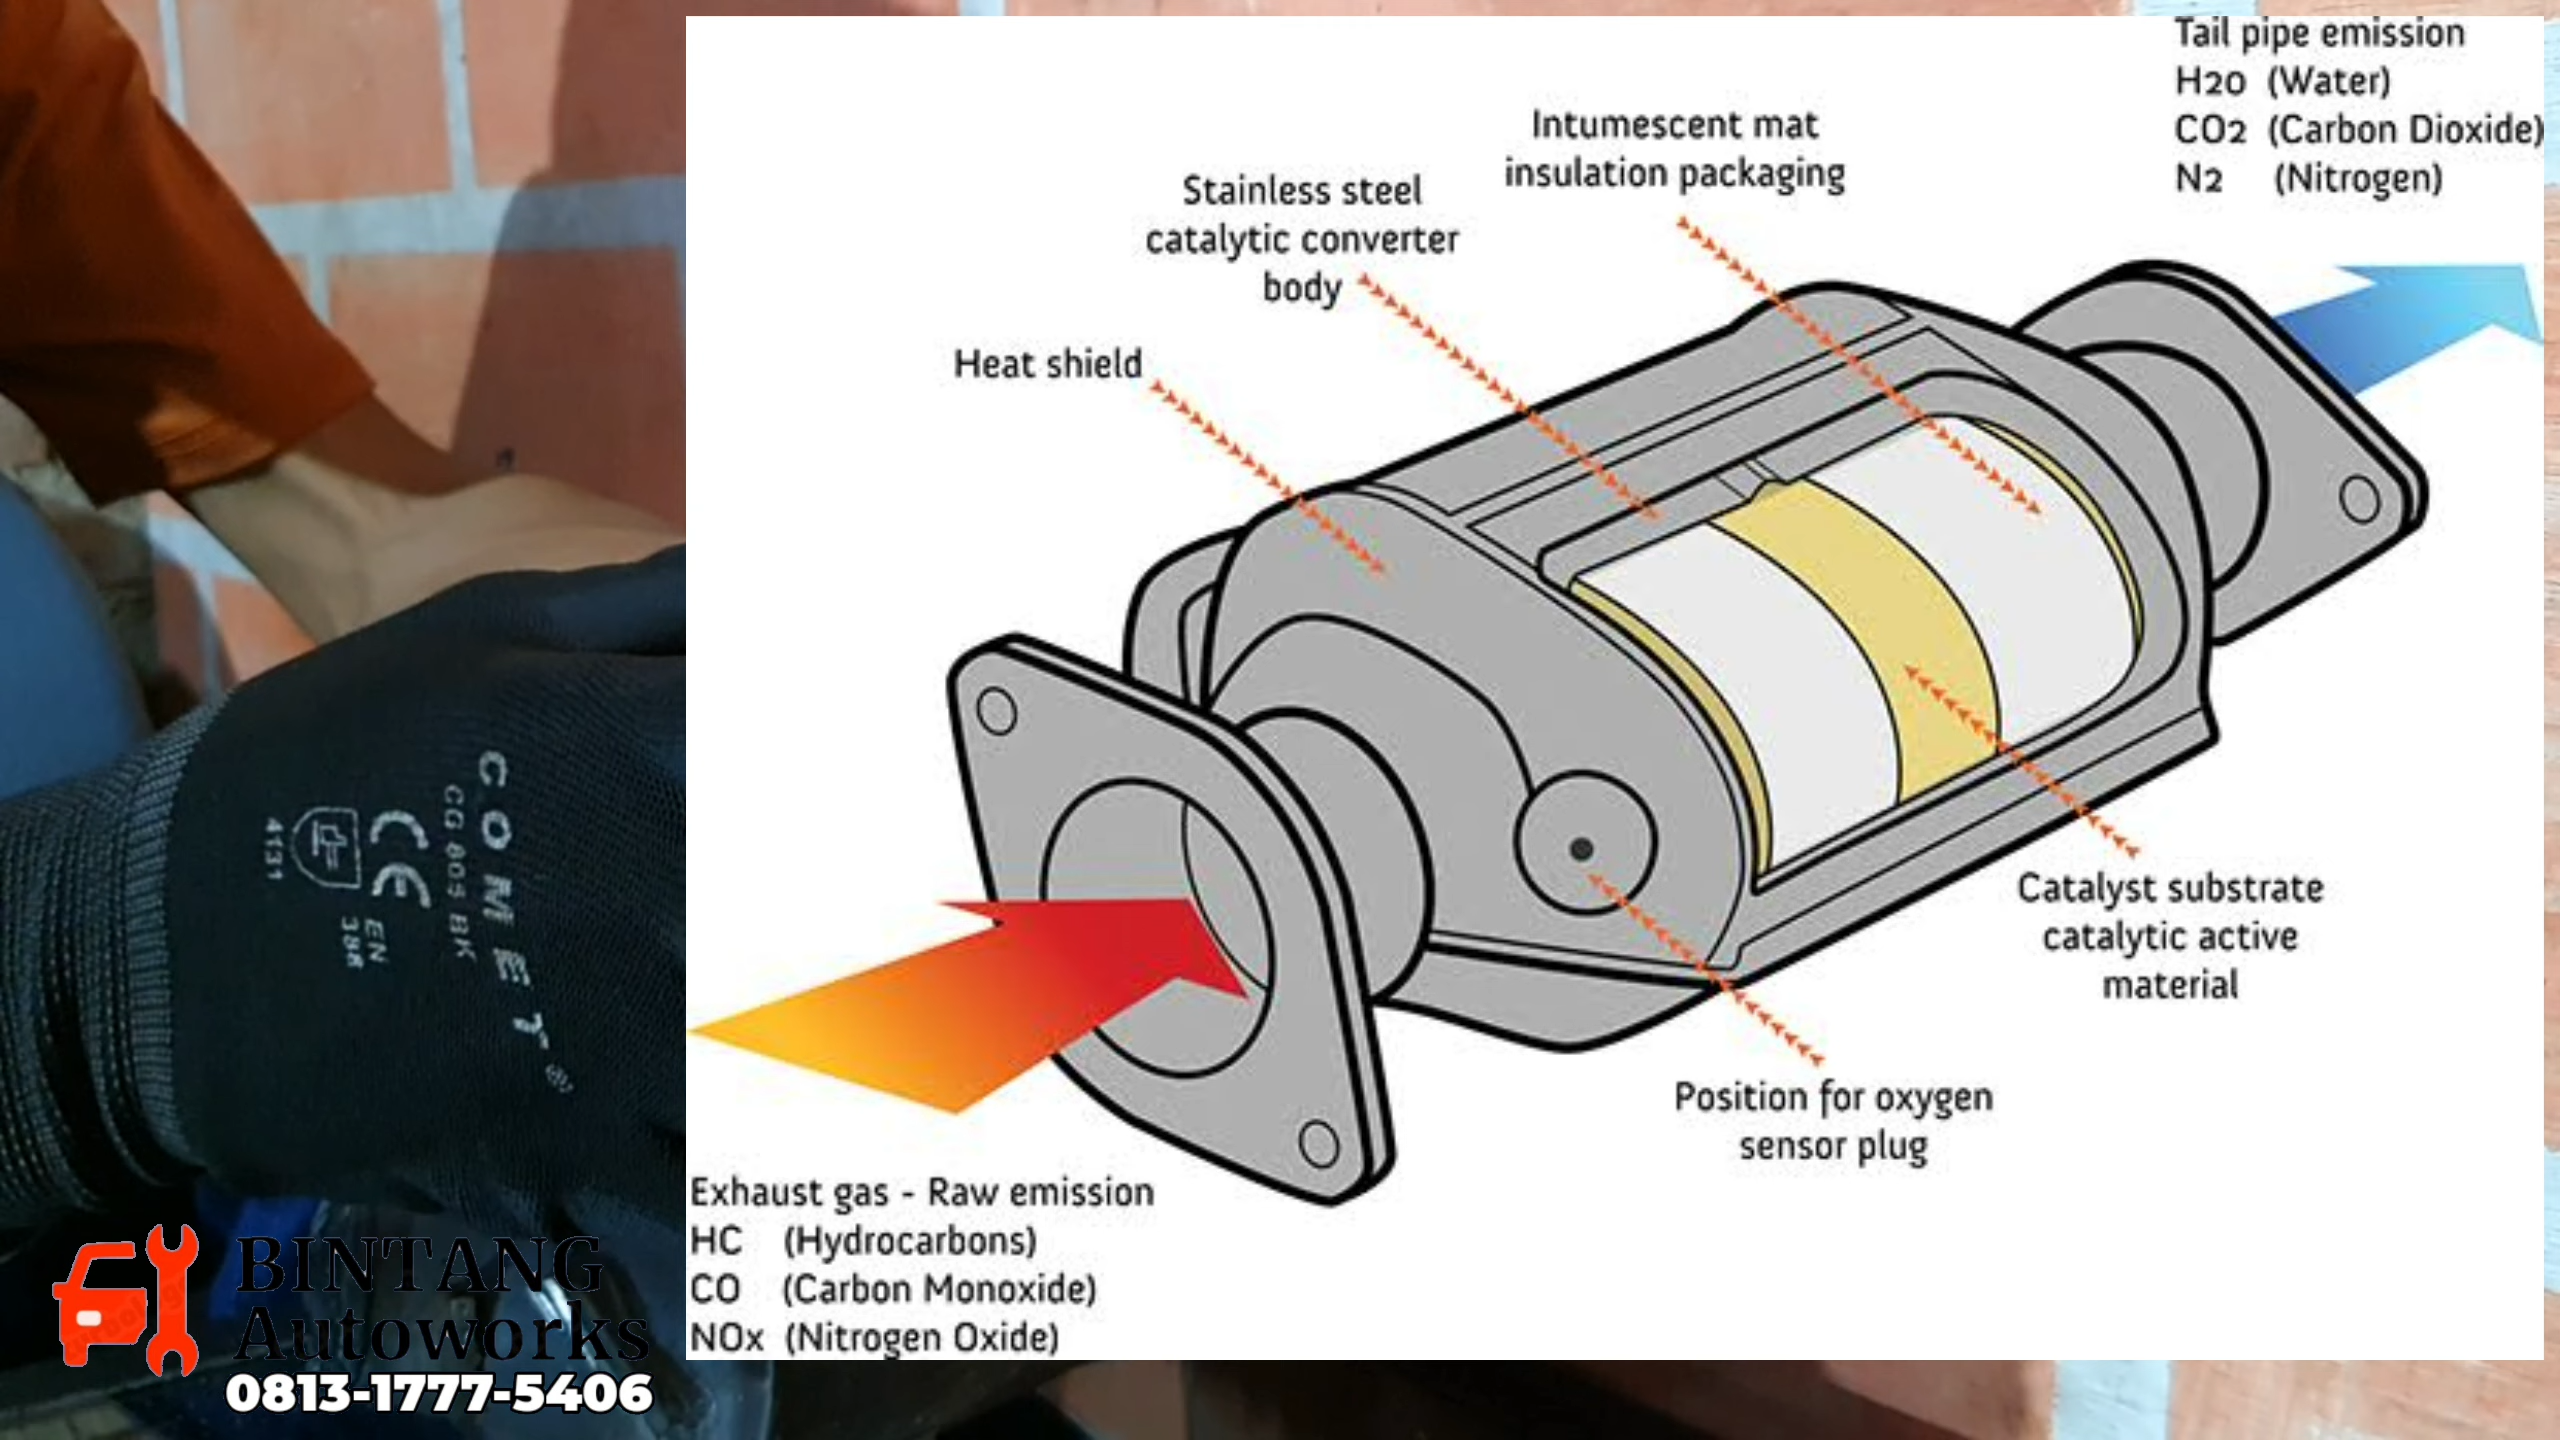 Tail pipe emission
H2O (Water)
CO2 (Carbon Dioxide)
N2 (Nitrogen)
Intumescent mat
insulation packaging
Stainless steel
catalytic converter
body
Heat shield
Catalyst substrate
catalytic active
material
Position for oxygen
sensor plug
Exhaust gas - Raw emission
HC (Hydrocarbons)
CO (Carbon Monoxide)
NOx (Nitrogen Oxide)
COMET®
CG 805 BK
CE
EN
388
4131
BINTANG
Autoworks
0813-1777-5406